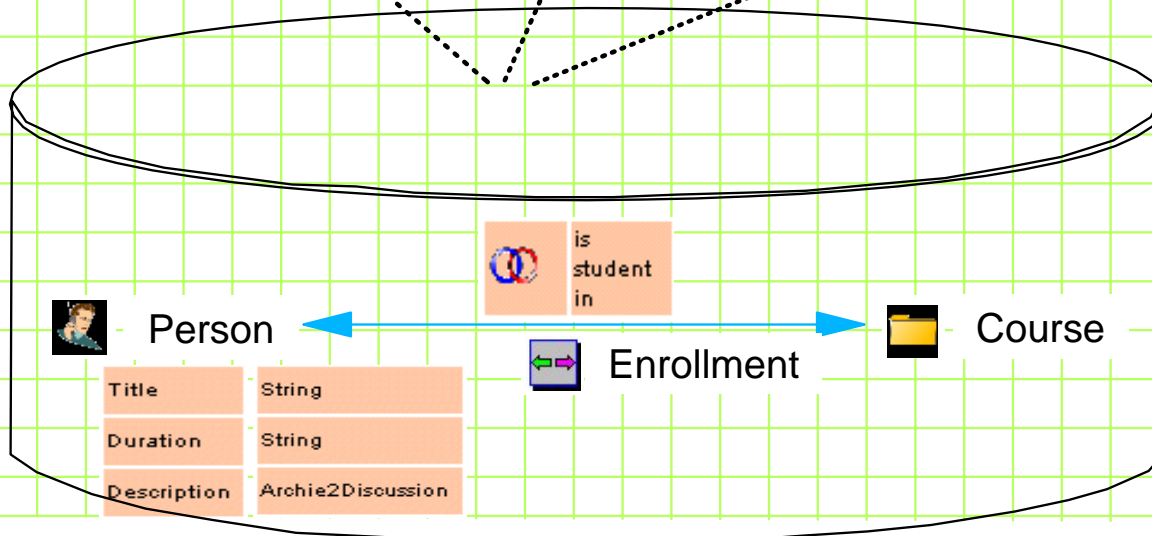 is
student
in
Person
Course
Enrollment
Title String
Duration String
Description Archie2Discussion